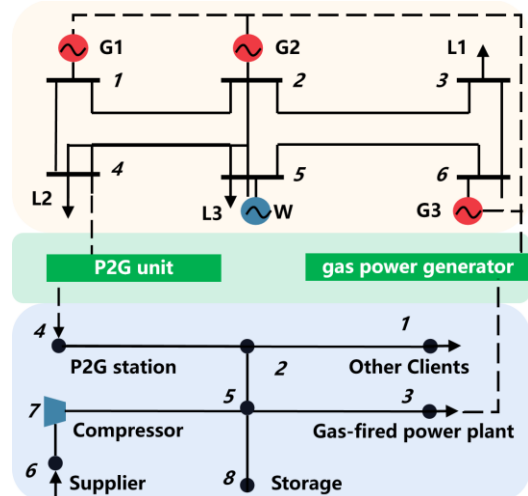 G1 G2 L1
1 2 3
4 5 6
L2 L3 W G3
P2G unit gas power generator
4 1
P2G station 2 Other Clients
7 5 3
Compressor Gas-fired power plant
6 Supplier 8 Storage